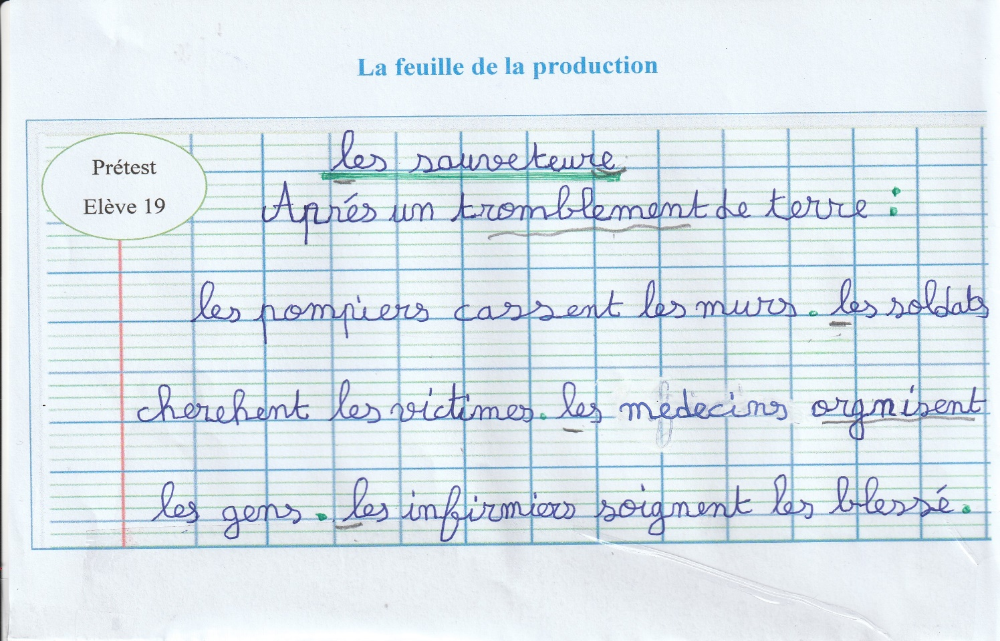 La feuille de la production
Prétest
Elève 19
les sauveteure
Aprés un tromblement de terre :
les pompiers cassent les murs. les soldats
cherchent les victimes. les médecins orgnisent
les gens. les infirmiers soignent les blessé.